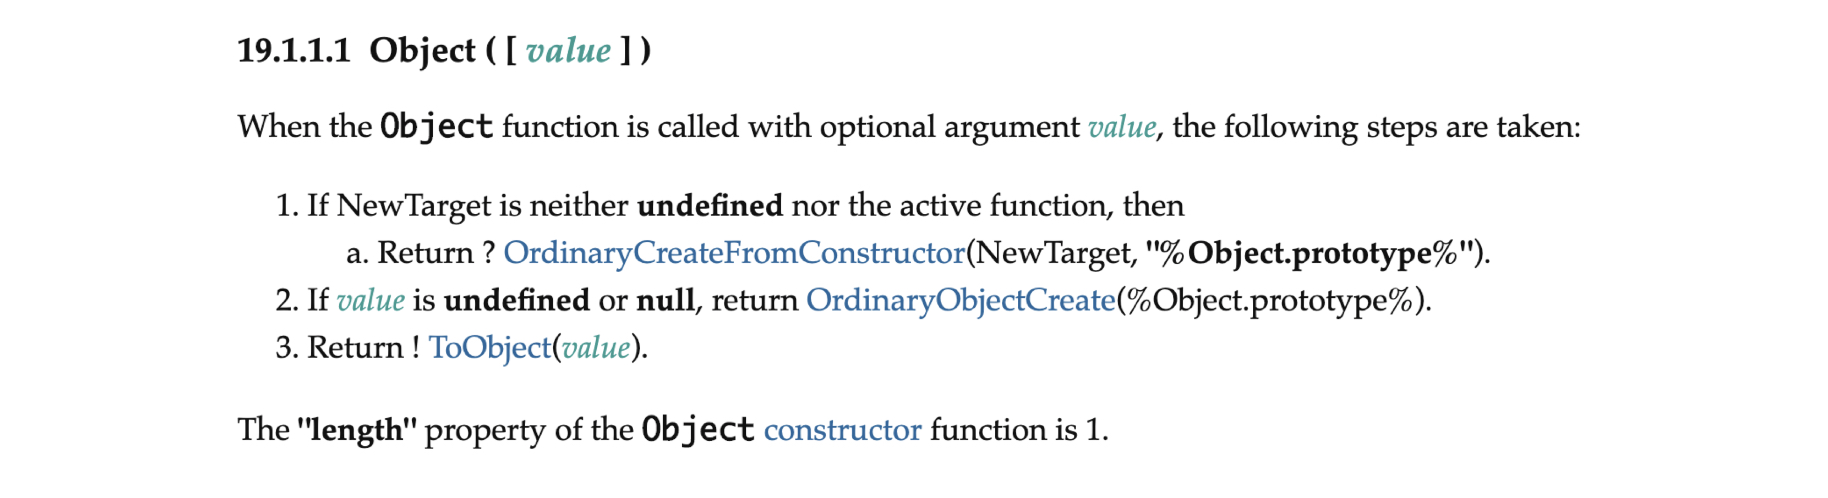 19.1.1.1 Object ( [ value ] )
When the Object function is called with optional argument value, the following steps are taken:
1. If NewTarget is neither undefined nor the active function, then
a. Return ? OrdinaryCreateFromConstructor(NewTarget, "%Object.prototype%").
2. If value is undefined or null, return OrdinaryObjectCreate(%Object.prototype%).
3. Return ! ToObject(value).
The "length" property of the Object constructor function is 1.